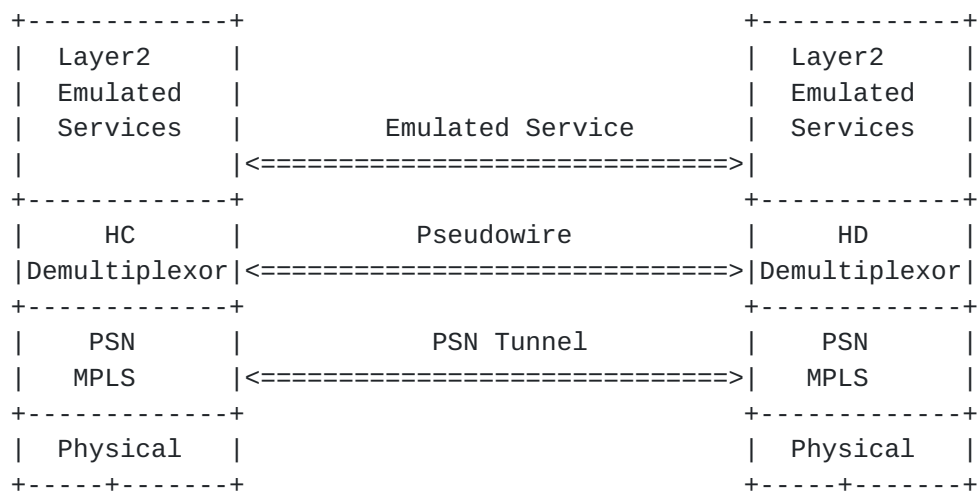 +-------------+                                +-------------+
|  Layer2     |                                |  Layer2     |
|  Emulated   |                                |  Emulated   |
|  Services   |         Emulated Service       |  Services   |
|             |<==============================>|             |
+-------------+                                +-------------+
|     HC      |           Pseudowire           |     HD      |
|Demultiplexor|<==============================>|Demultiplexor|
+-------------+                                +-------------+
|    PSN      |            PSN Tunnel          |    PSN      |
|   MPLS      |<==============================>|   MPLS      |
+-------------+                                +-------------+
|  Physical   |                                |  Physical   |
+-----+-------+                                +-----+-------+